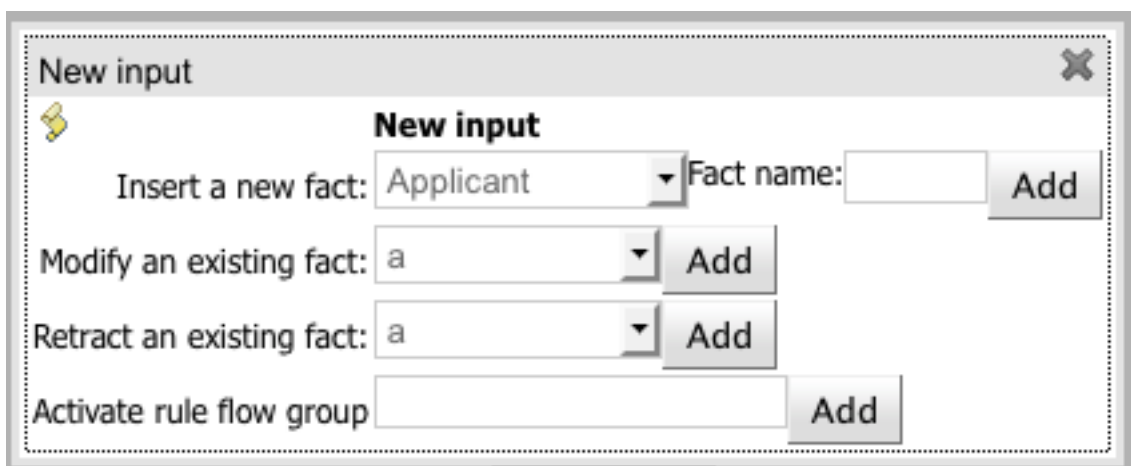 New input
New input
Insert a new fact: Applicant Fact name: Add
Modify an existing fact: a Add
Retract an existing fact: a Add
Activate rule flow group Add